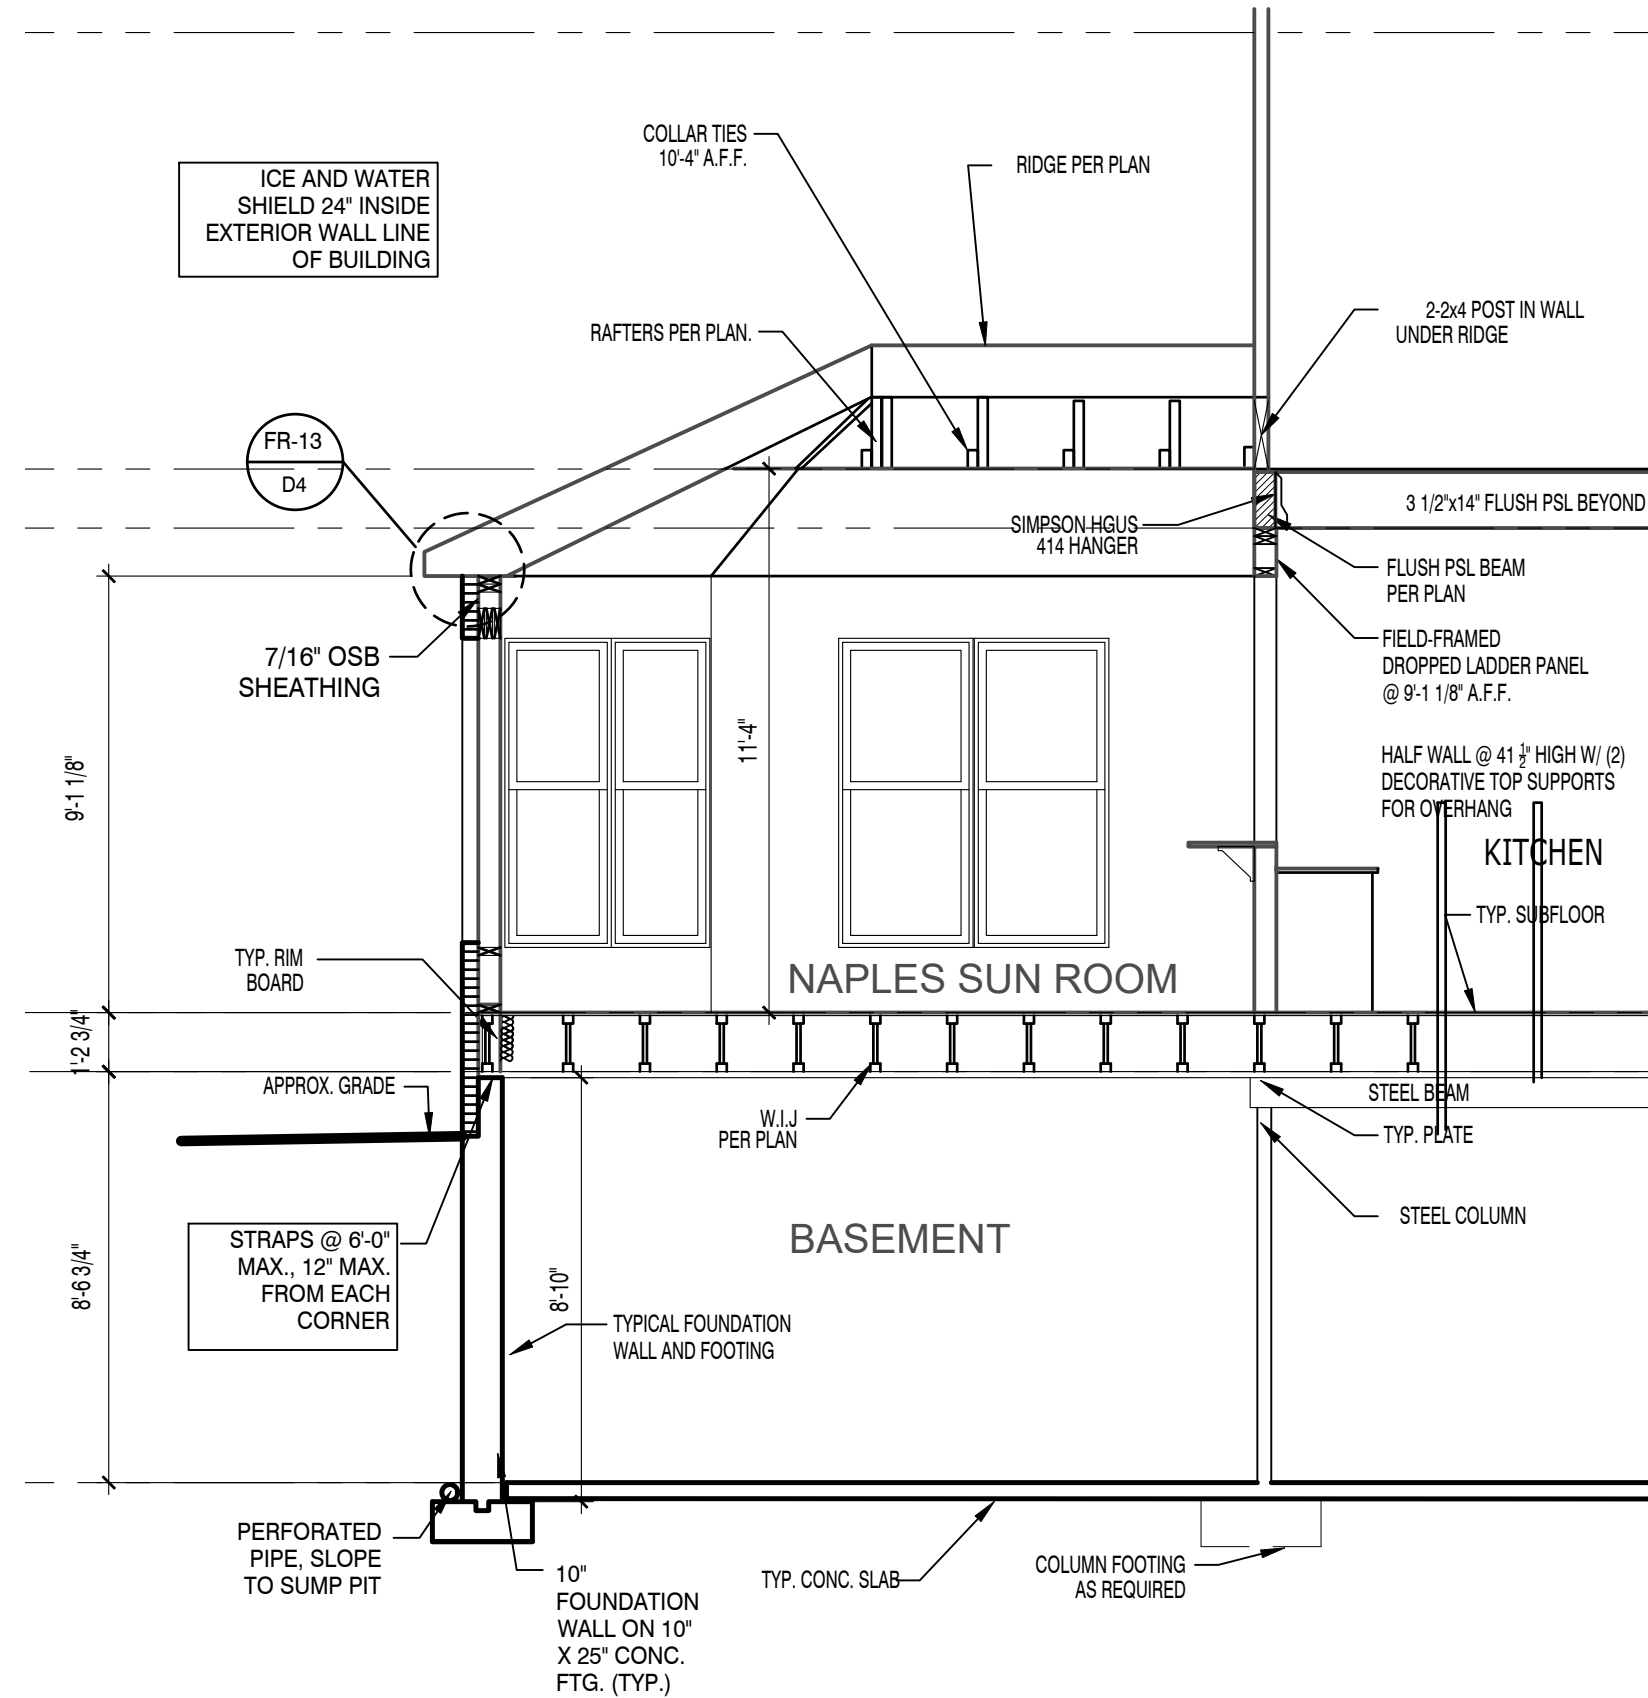 COLLAR TIES
10'-4" A.F.F.
RIDGE PER PLAN
ICE AND WATER
SHIELD 24" INSIDE
EXTERIOR WALL LINE
OF BUILDING
RAFTERS PER PLAN.
2-2x4 POST IN WALL
UNDER RIDGE
FR-13
D4
3 1/2"x14" FLUSH PSL BEYOND
SIMPSON HGUS
414 HANGER
FLUSH PSL BEAM
PER PLAN
7/16" OSB
SHEATHING
FIELD-FRAMED
DROPPED LADDER PANEL
@ 9'-1 1/8" A.F.F.
11'-4"
9'-1 1/8"
HALF WALL @ 41 1/2" HIGH W/ (2)
DECORATIVE TOP SUPPORTS
FOR OVERHANG
KITCHEN
TYP. SUBFLOOR
TYP. RIM
BOARD
NAPLES SUN ROOM
1'-2 3/4"
APPROX. GRADE
STEEL BEAM
W.I.J
PER PLAN
TYP. PLATE
STEEL COLUMN
STRAPS @ 6'-0"
MAX., 12" MAX.
FROM EACH
CORNER
BASEMENT
8'-6 3/4"
8'-10"
TYPICAL FOUNDATION
WALL AND FOOTING
PERFORATED
PIPE, SLOPE
TO SUMP PIT
10"
FOUNDATION
WALL ON 10"
X 25" CONC.
FTG. (TYP.)
TYP. CONC. SLAB
COLUMN FOOTING
AS REQUIRED